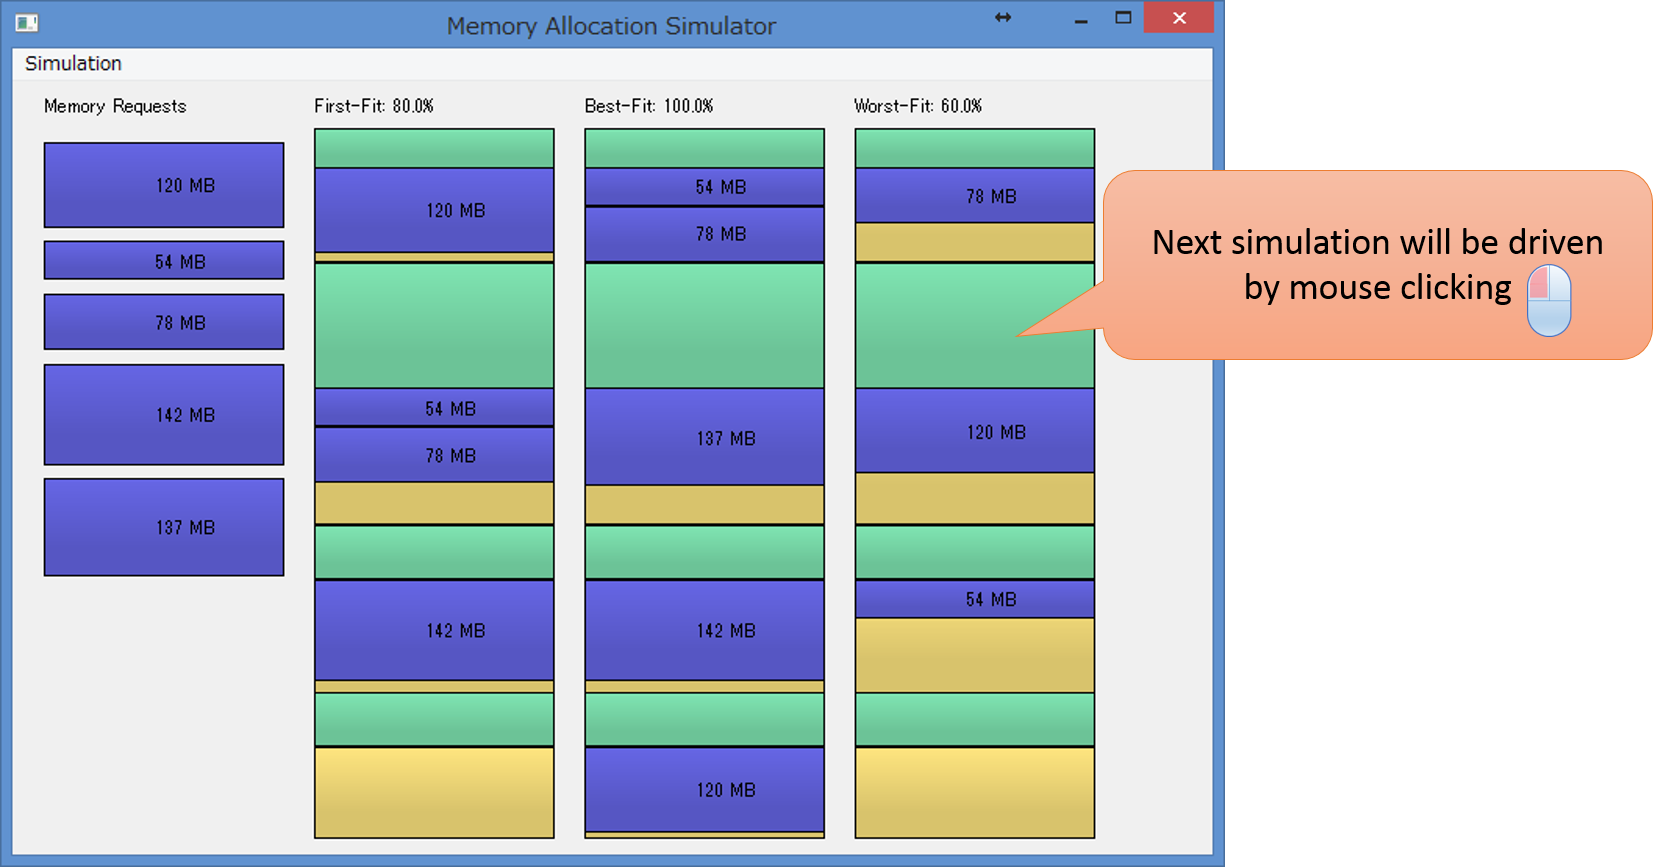 Memory Allocation Simulator
Simulation
Memory Requests
120 MB
54 MB
78 MB
142 MB
137 MB
First-Fit: 80.0%
120 MB
54 MB
78 MB
142 MB
Best-Fit: 100.0%
54 MB
78 MB
137 MB
142 MB
120 MB
Worst-Fit: 60.0%
78 MB
120 MB
54 MB
Next simulation will be driven
by mouse clicking